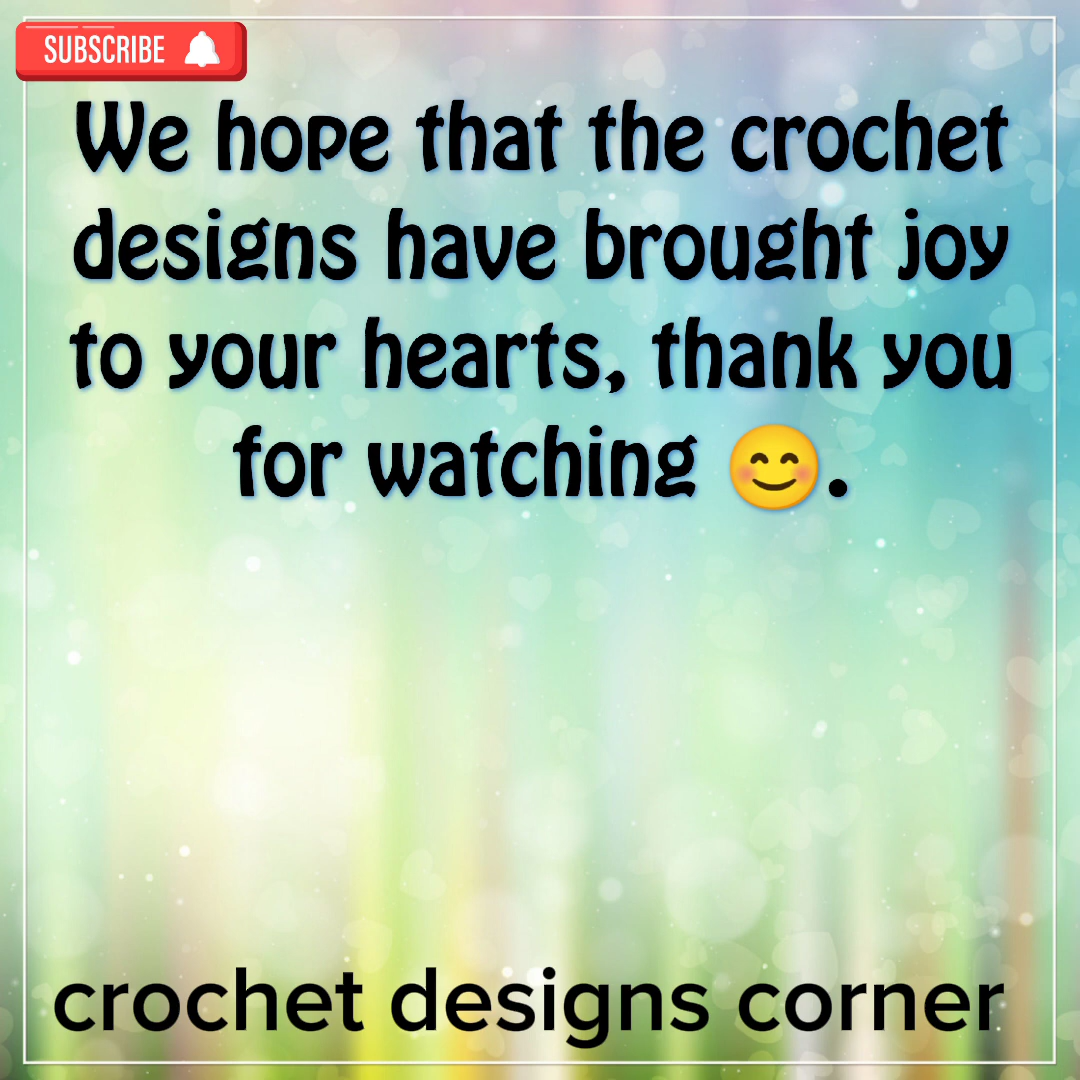 SUBSCRIBE
We hope that the crochet
designs have brought joy
to your hearts, thank you
for watching 😊.
crochet designs corner